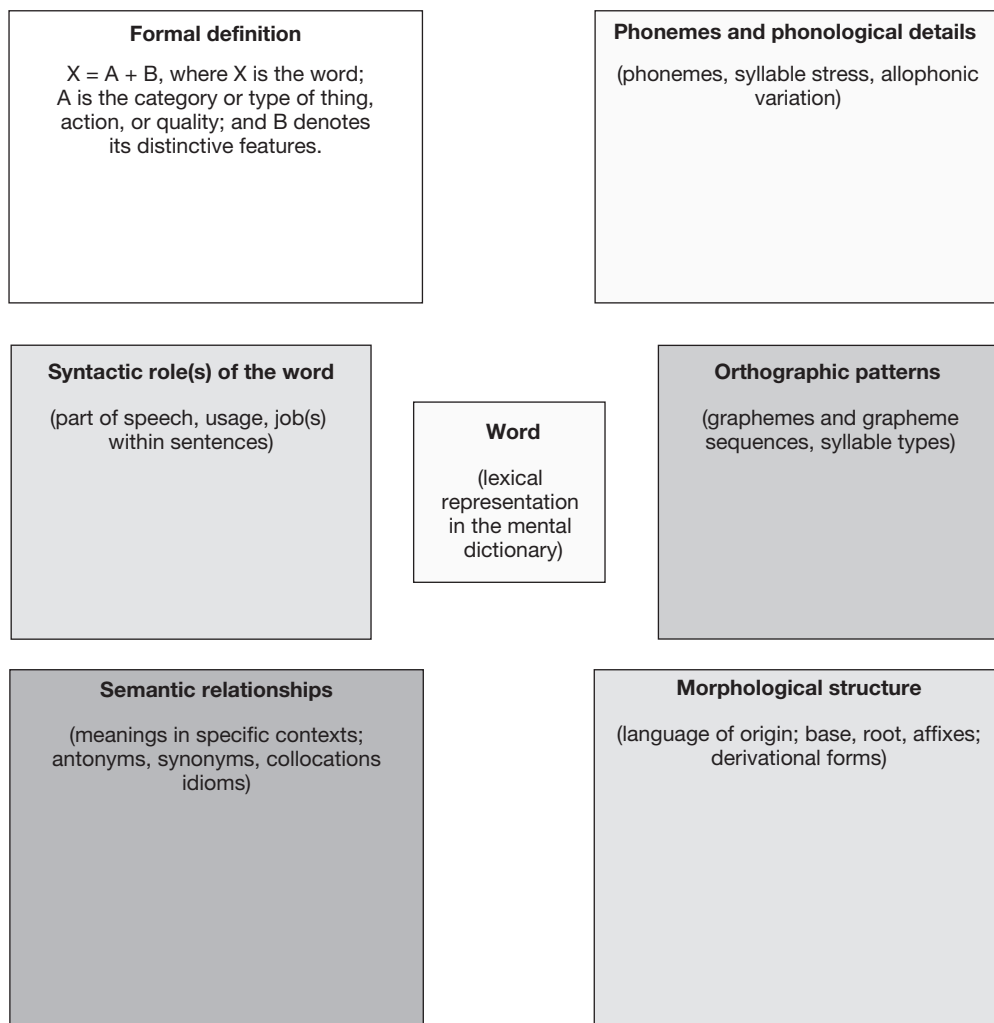 Formal definition
X = A + B, where X is the word;
A is the category or type of thing,
action, or quality; and B denotes
its distinctive features.
Phonemes and phonological details
(phonemes, syllable stress, allophonic
variation)
Syntactic role(s) of the word
(part of speech, usage, job(s)
within sentences)
Word
(lexical
representation
in the mental
dictionary)
Orthographic patterns
(graphemes and grapheme
sequences, syllable types)
Semantic relationships
(meanings in specific contexts;
antonyms, synonyms, collocations
idioms)
Morphological structure
(language of origin; base, root, affixes;
derivational forms)